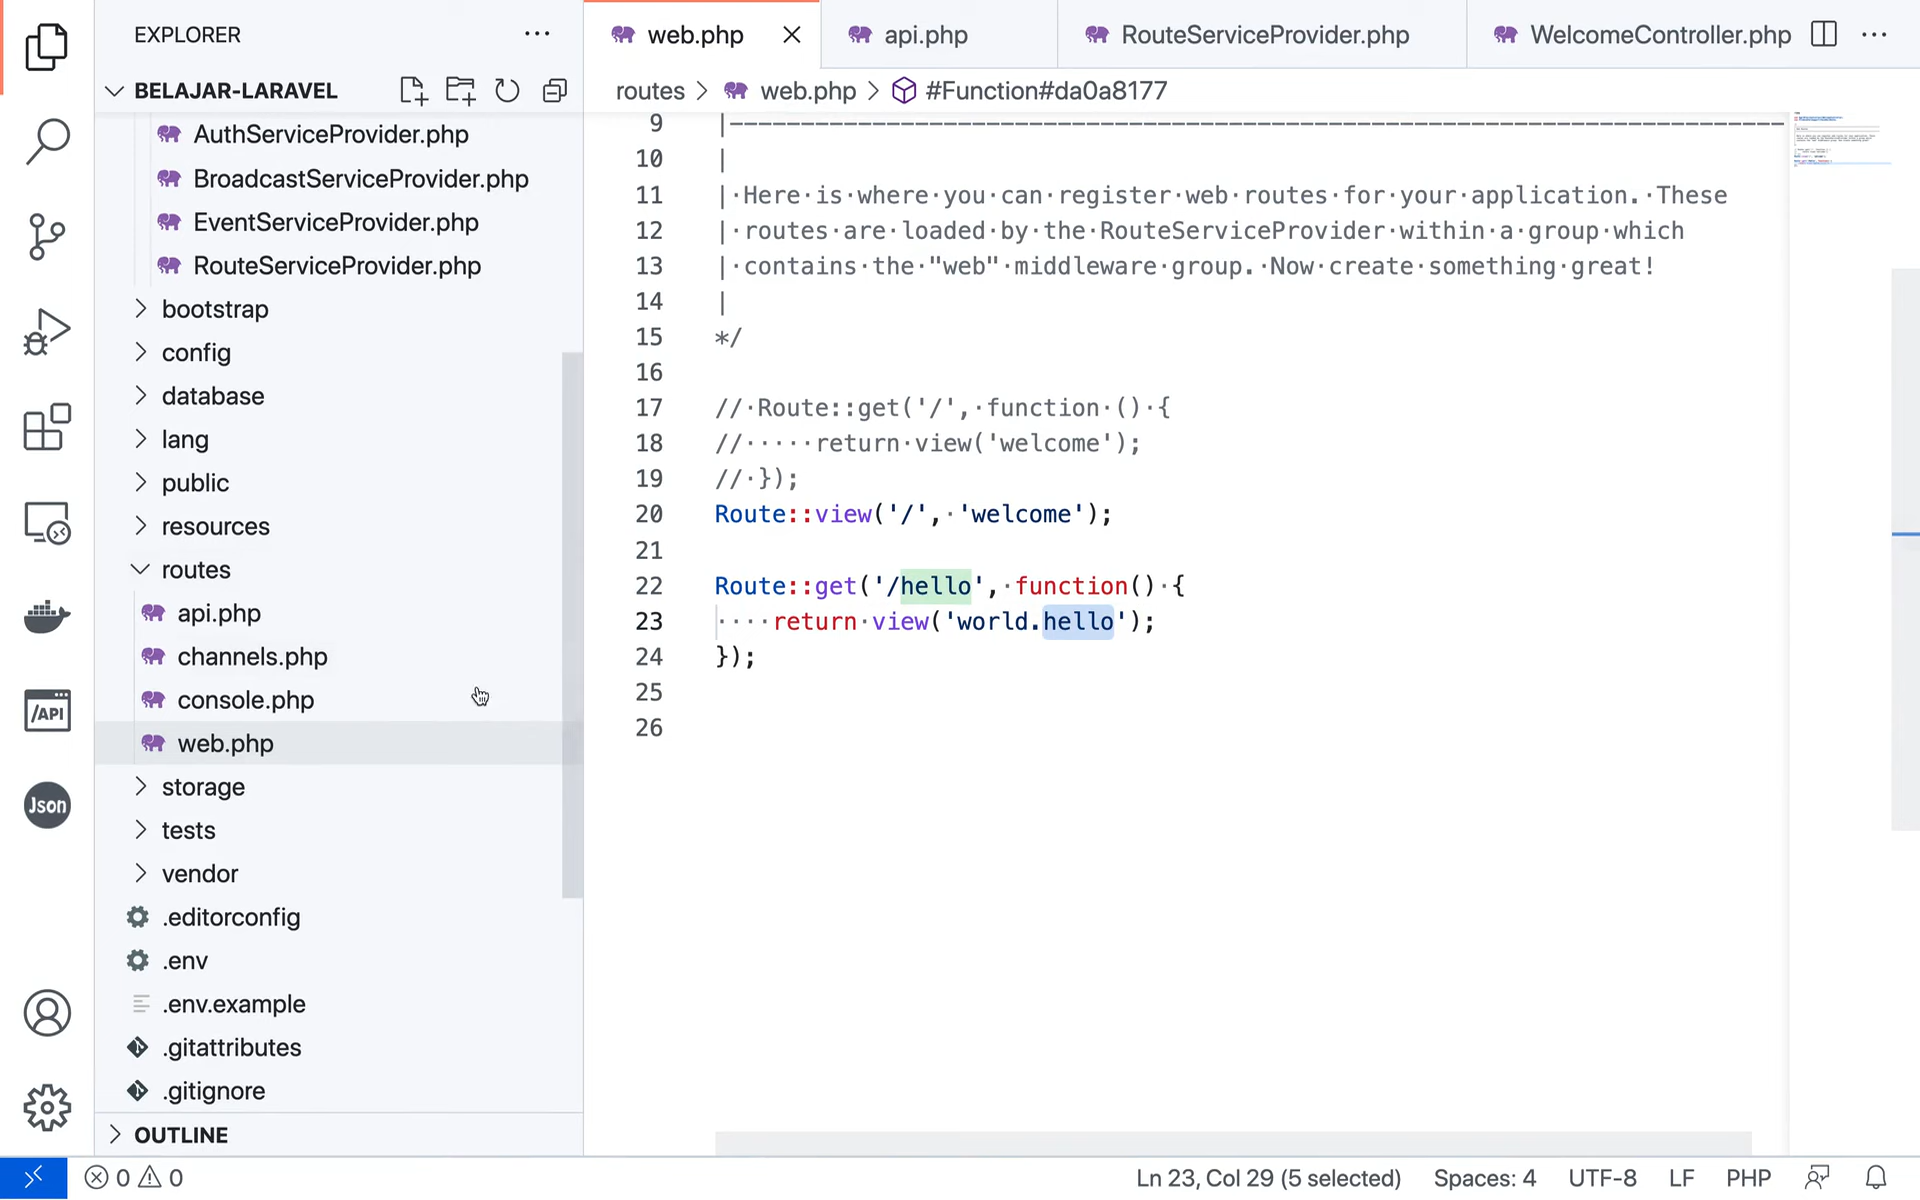 EXPLORER
BELAJAR-LARAVEL
AuthServiceProvider.php
BroadcastServiceProvider.php
EventServiceProvider.php
RouteServiceProvider.php
bootstrap
config
database
lang
public
resources
routes
api.php
channels.php
console.php
web.php
storage
tests
vendor
.editorconfig
.env
.env.example
.gitattributes
.gitignore
OUTLINE
/API
Json
web.php api.php RouteServiceProvider.php WelcomeController.php
routes > web.php > #Function#da0a8177
9 |--------------------------------------------------------------------------
10 |
11 | Here is where you can register web routes for your application. These
12 | routes are loaded by the RouteServiceProvider within a group which
13 | contains the "web" middleware group. Now create something great!
14 |
15 */
16
17 // Route::get('/', function () {
18 //     return view('welcome');
19 // });
20 Route::view('/', 'welcome');
21
22 Route::get('/hello', function() {
23     return view('world.hello');
24 });
25
26
0 0 Ln 23, Col 29 (5 selected) Spaces: 4 UTF-8 LF PHP